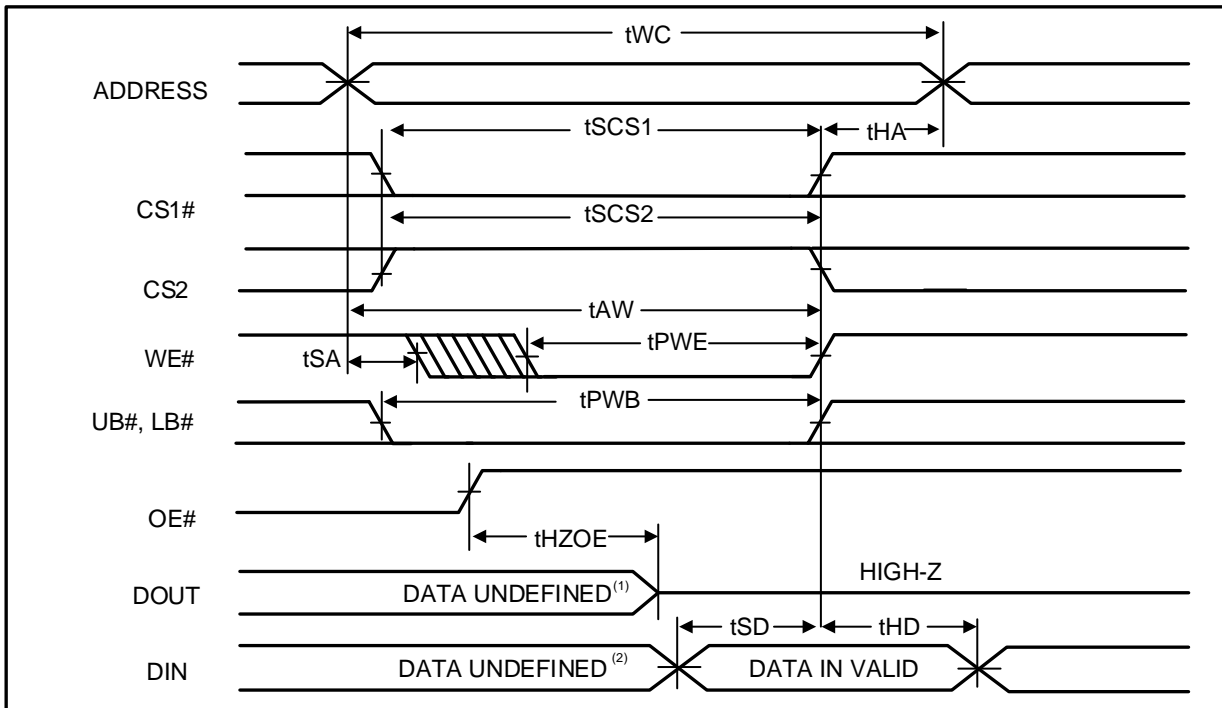 tWC
ADDRESS
tSCS1
tHA
CS1#
tSCS2
CS2
tAW
WE#
tSA
tPWE
UB#, LB#
tPWB
OE#
tHZOE
DOUT
DATA UNDEFINED (1)
HIGH-Z
tSD
tHD
DIN
DATA UNDEFINED (2)
DATA IN VALID